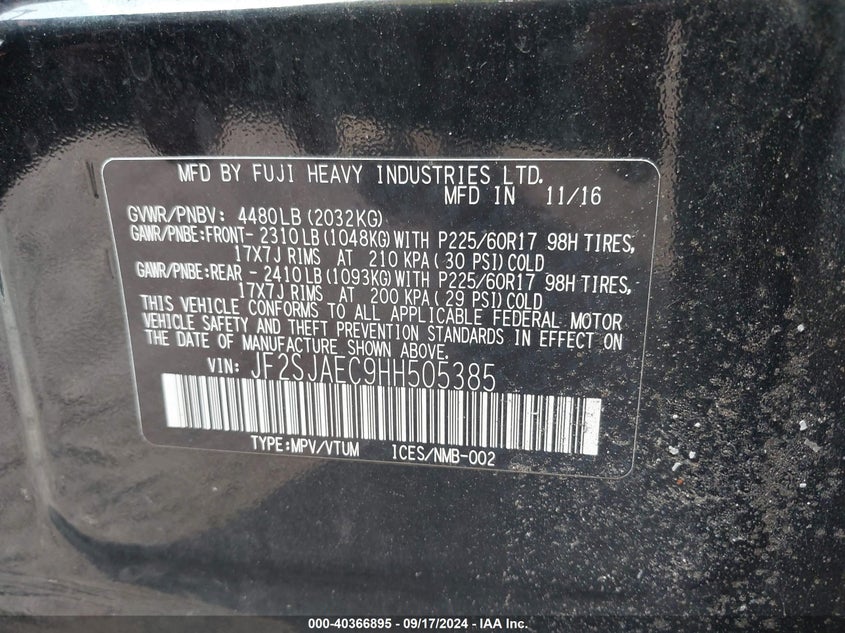 MFD BY FUJI HEAVY INDUSTRIES LTD.
MFD IN 11/16
GVWR/PNBV: 4480LB (2032KG)
GAWR/PNBE:FRONT- 2310LB (1048KG) WITH P225/60R17 98H TIRES,
17X7J RIMS AT 210 KPA (30 PSI) COLD
GAWR/PNBE:REAR - 2410LB (1093KG) WITH P225/60R17 98H TIRES,
17X7J RIMS AT 200 KPA (29 PSI) COLD
THIS VEHICLE CONFORMS TO ALL APPLICABLE FEDERAL MOTOR
VEHICLE SAFETY AND THEFT PREVENTION STANDARDS IN EFFECT ON
THE DATE OF MANUFACTURE SHOWN ABOVE.
VIN: JF2SJAEC9HH505385
TYPE:MPV/VTUM ICES/NMB-002
000-40366895 - 09/17/2024 - IAA Inc.